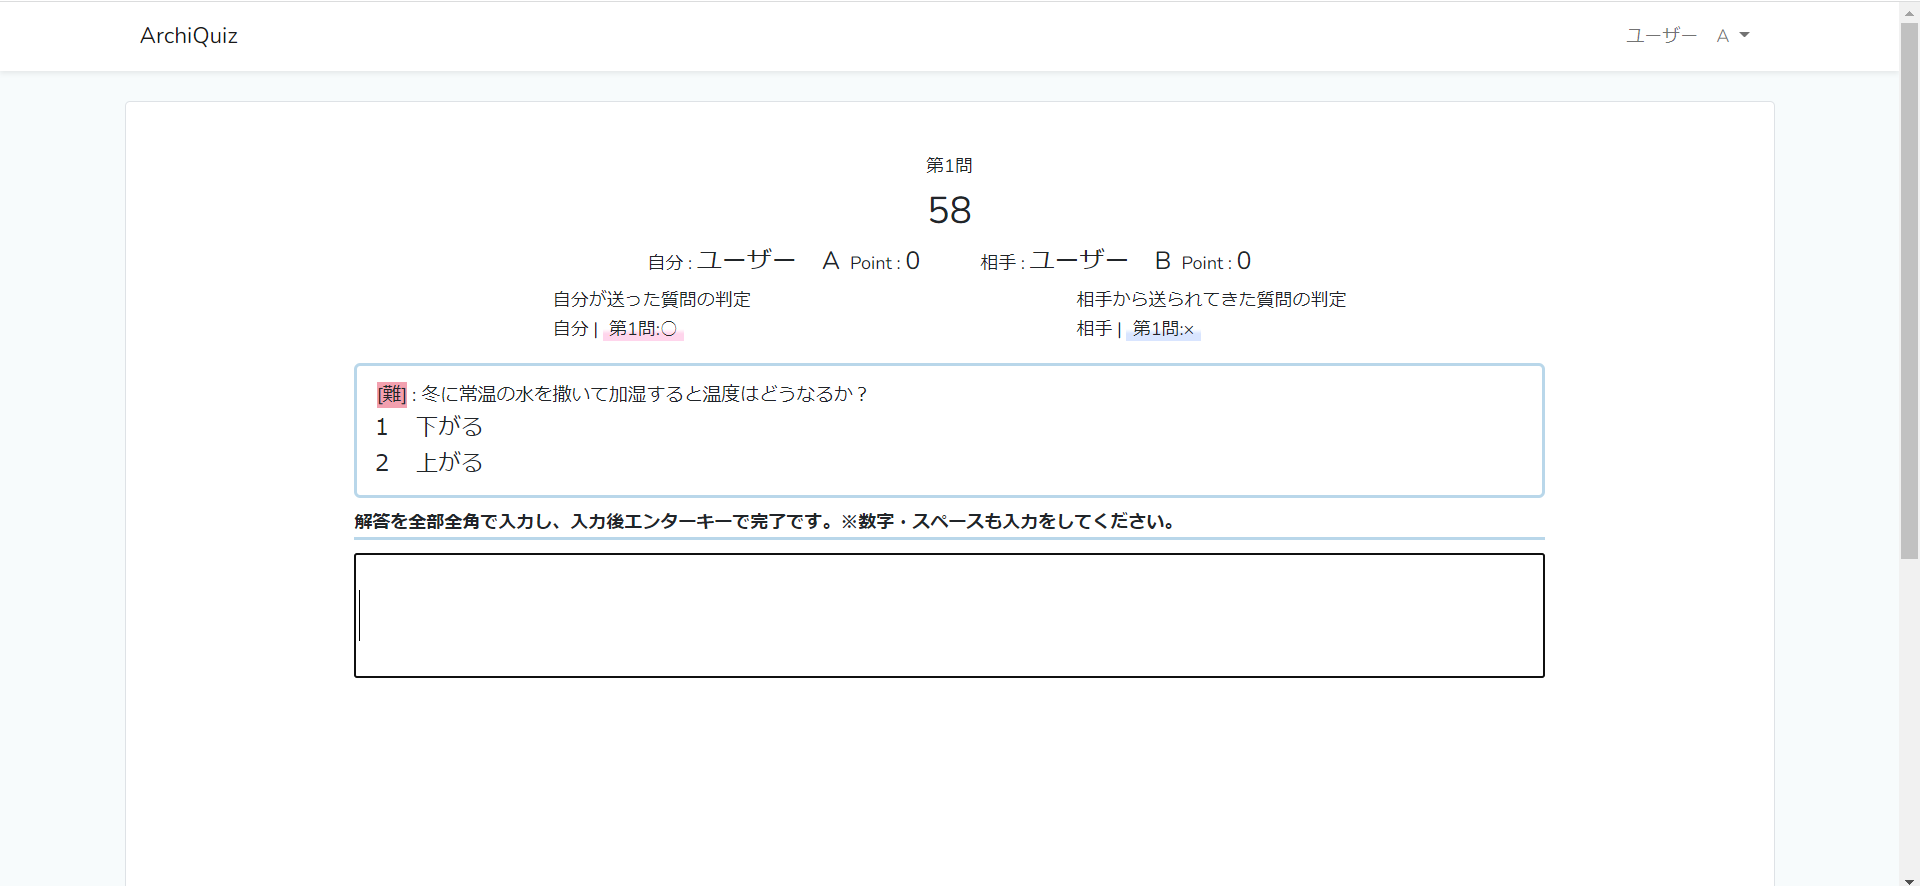 ArchiQuiz
ユーザー　A
第1問
58
自分 : ユーザー　A Point : 0　相手 : ユーザー　B Point : 0
自分が送った質問の判定　相手から送られてきた質問の判定
自分 | 第1問:〇　相手 | 第1問:×
[難] : 冬に常温の水を撒いて加湿すると温度はどうなるか？
1　下がる
2　上がる
解答を全部全角で入力し、入力後エンターキーで完了です。※数字・スペースも入力をしてください。